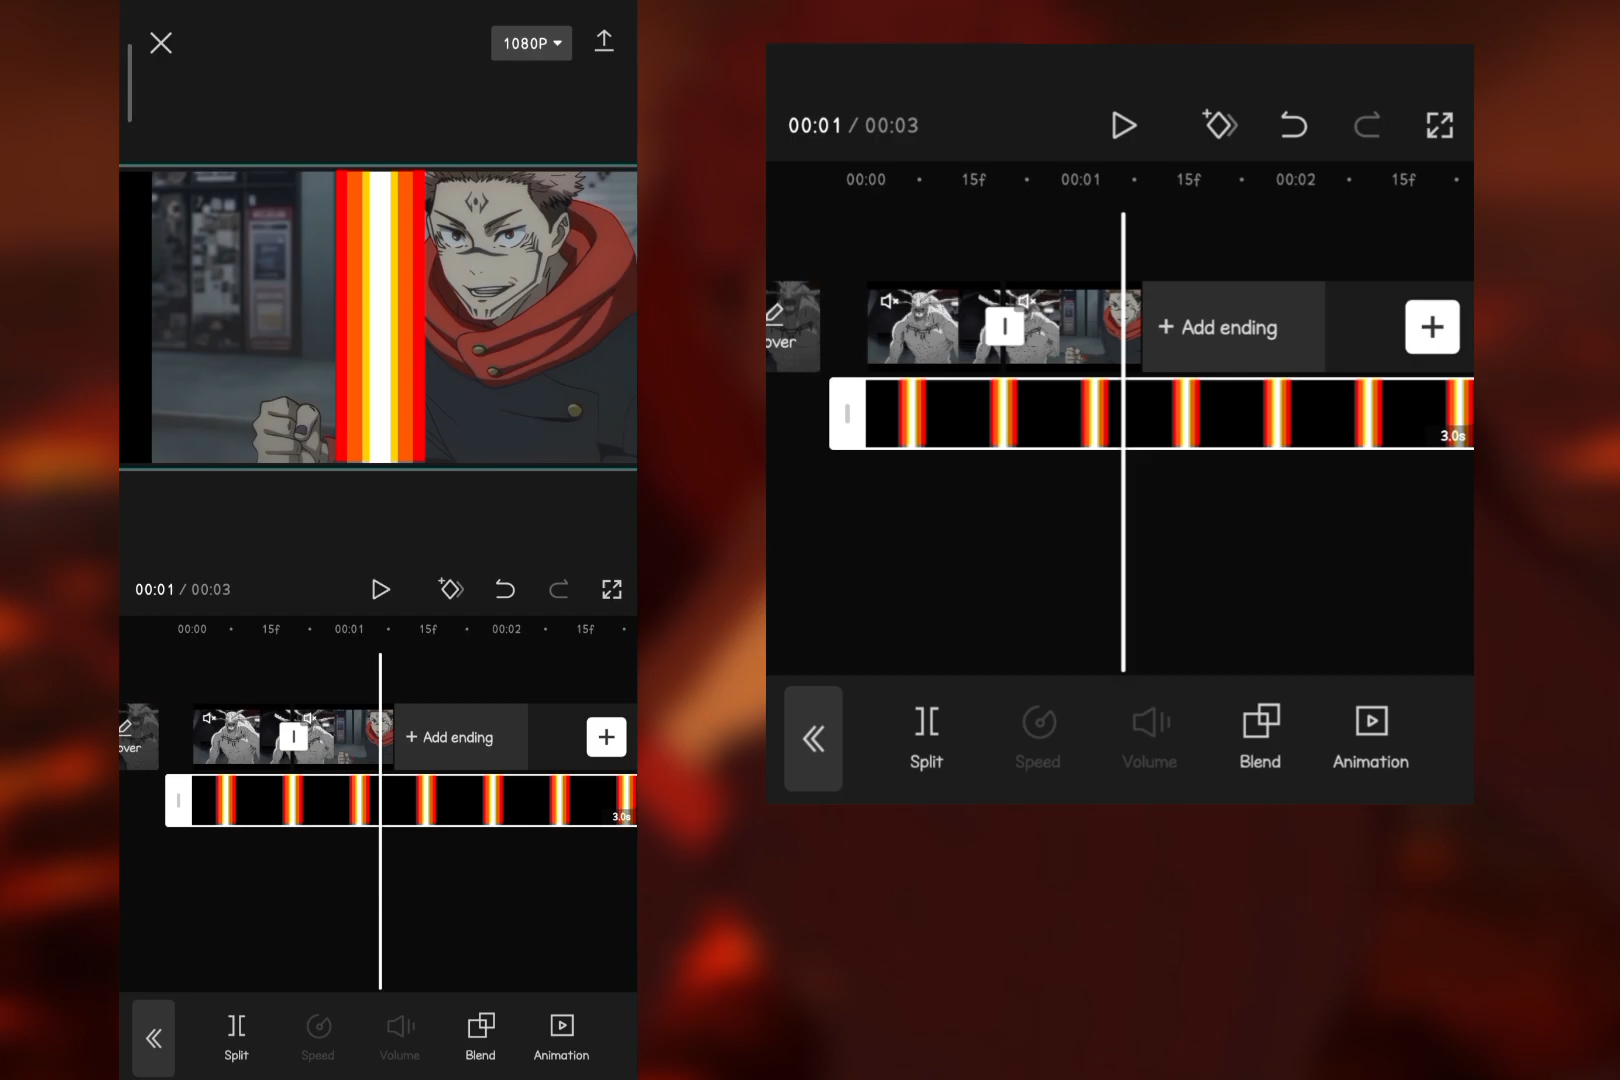 1080P
00:01 / 00:03
00:00 15f 00:01 15f 00:02 15f
over
+ Add ending
3.0s
Split Speed Volume Blend Animation
00:01 / 00:03
00:00 15f 00:01 15f 00:02 15f
over
+ Add ending
3.0s
Split Speed Volume Blend Animation